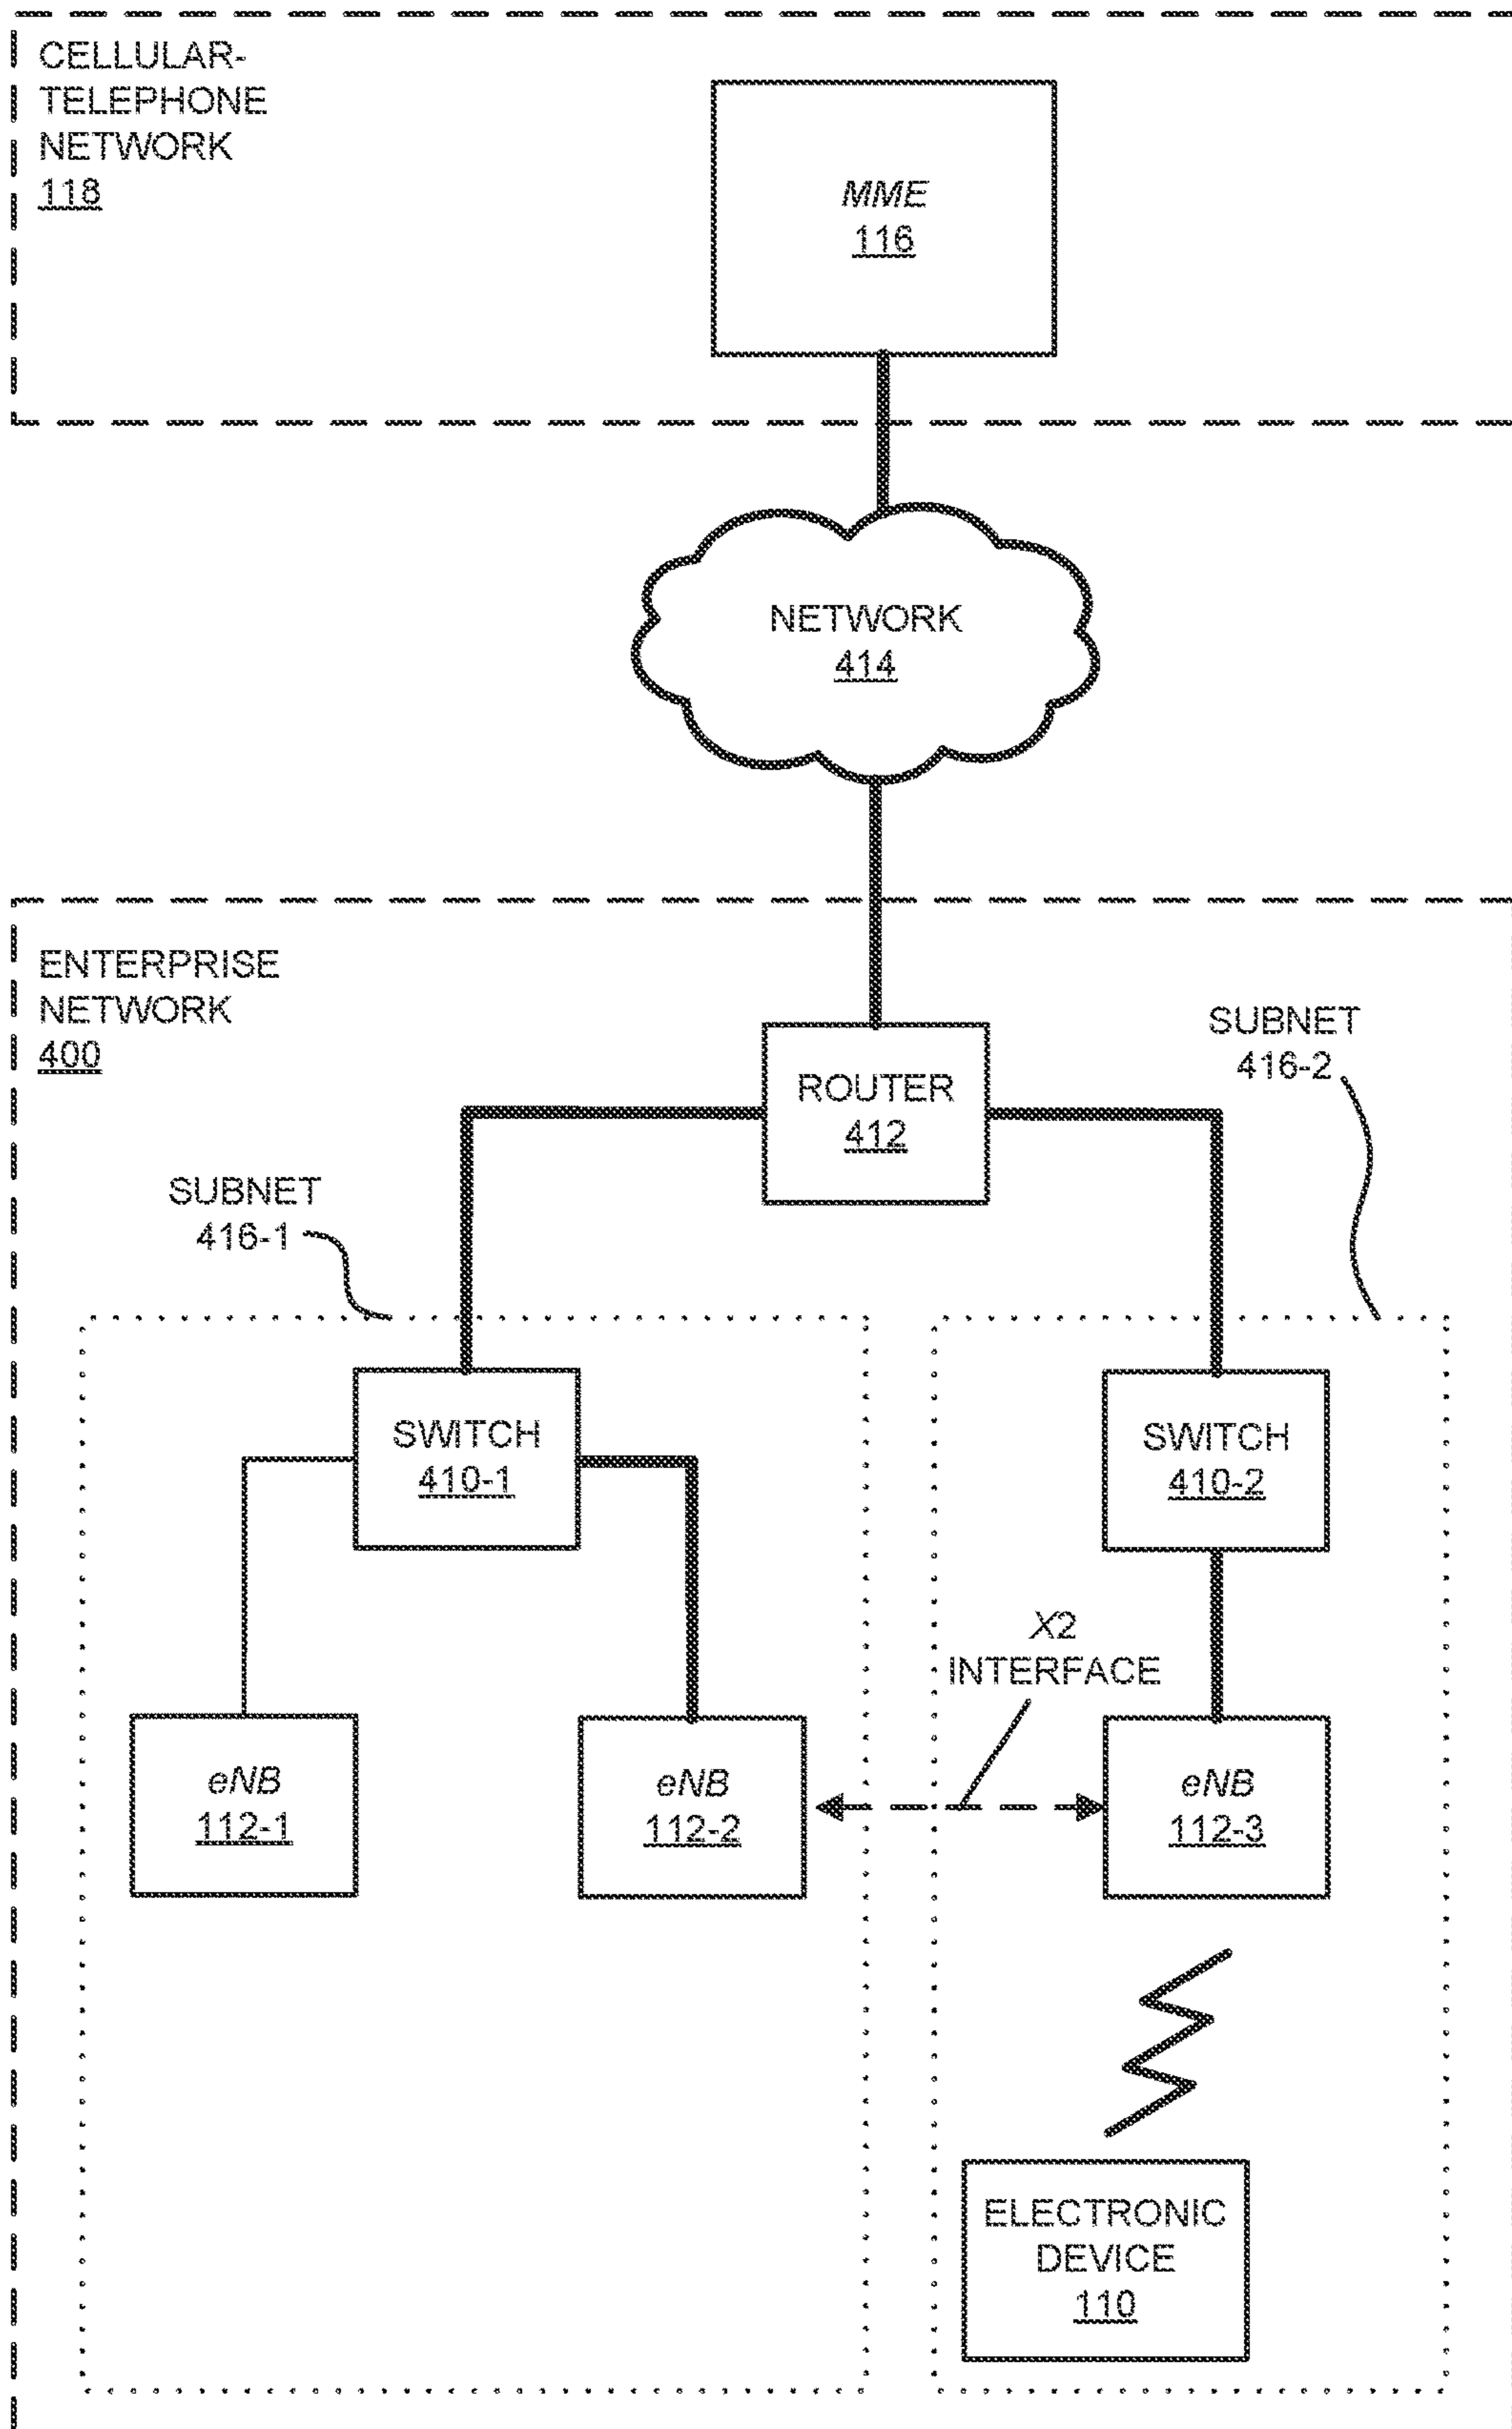 CELLULAR-
TELEPHONE
NETWORK
118
MME
116
NETWORK
414
ENTERPRISE
NETWORK
400
SUBNET
416-2
ROUTER
412
SUBNET
416-1
SWITCH
410-1
SWITCH
410-2
X2
INTERFACE
eNB
112-1
eNB
112-2
eNB
112-3
ELECTRONIC
DEVICE
110